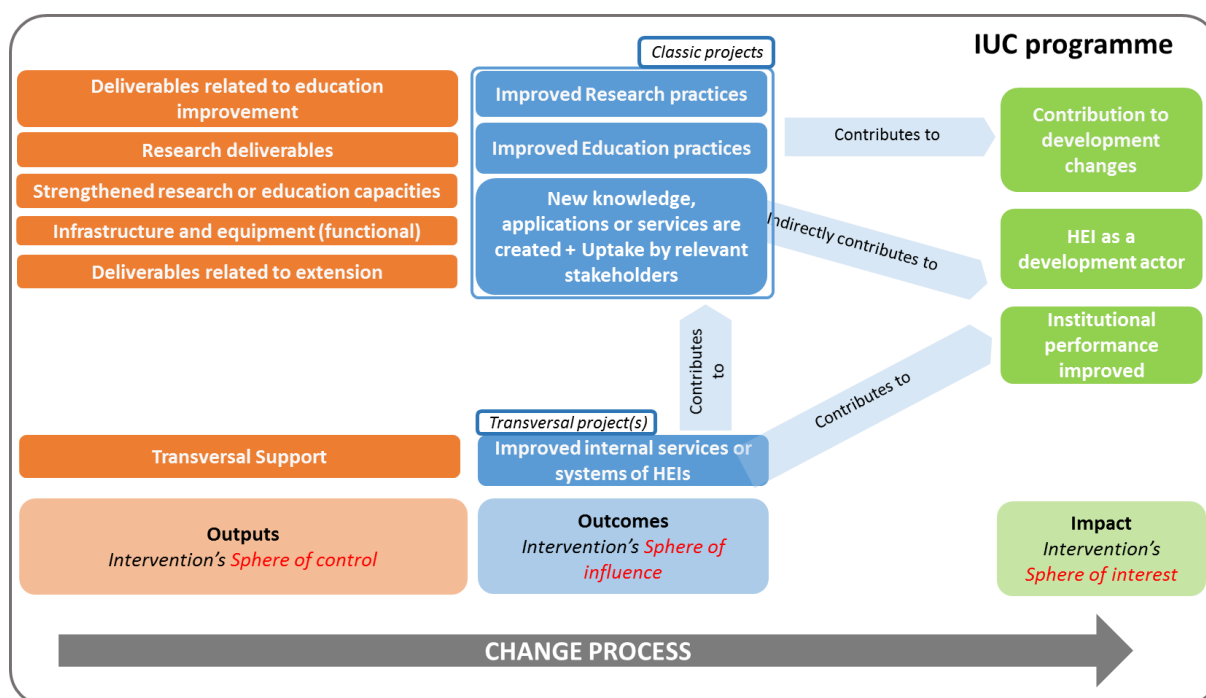 IUC programme
Classic projects
Deliverables related to education
improvement
Research deliverables
Strengthened research or education capacities
Infrastructure and equipment (functional)
Deliverables related to extension
Improved Research practices
Improved Education practices
New knowledge,
applications or services are
created + Uptake by relevant
stakeholders
Contributes to
Indirectly contributes to
Contribution to
development
changes
HEI as a
development actor
Institutional
performance
improved
Contributes
to
Contributes to
Transversal project(s)
Transversal Support
Improved internal services or
systems of HEIs
Outputs
Intervention's Sphere of control
Outcomes
Intervention's Sphere of
influence
Impact
Intervention's
Sphere of interest
CHANGE PROCESS